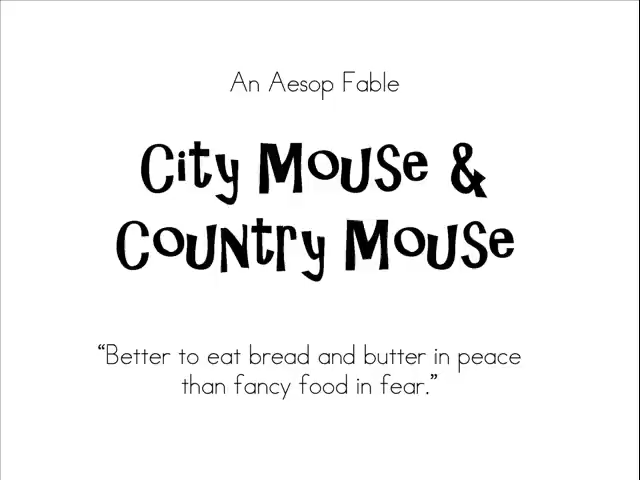 An Aesop Fable
City Mouse &
Country Mouse
“Better to eat bread and butter in peace
than fancy food in fear.”